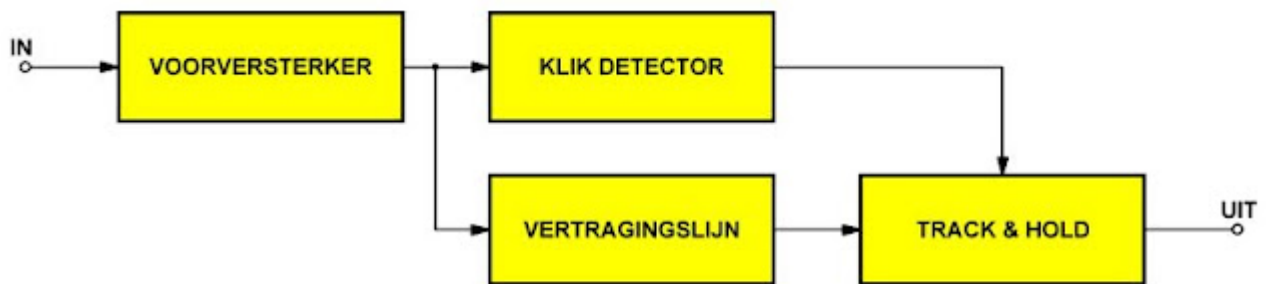 IN
VOORVERSTERKER
KLIK DETECTOR
VERTRAGINGSLIJN
TRACK & HOLD
UIT